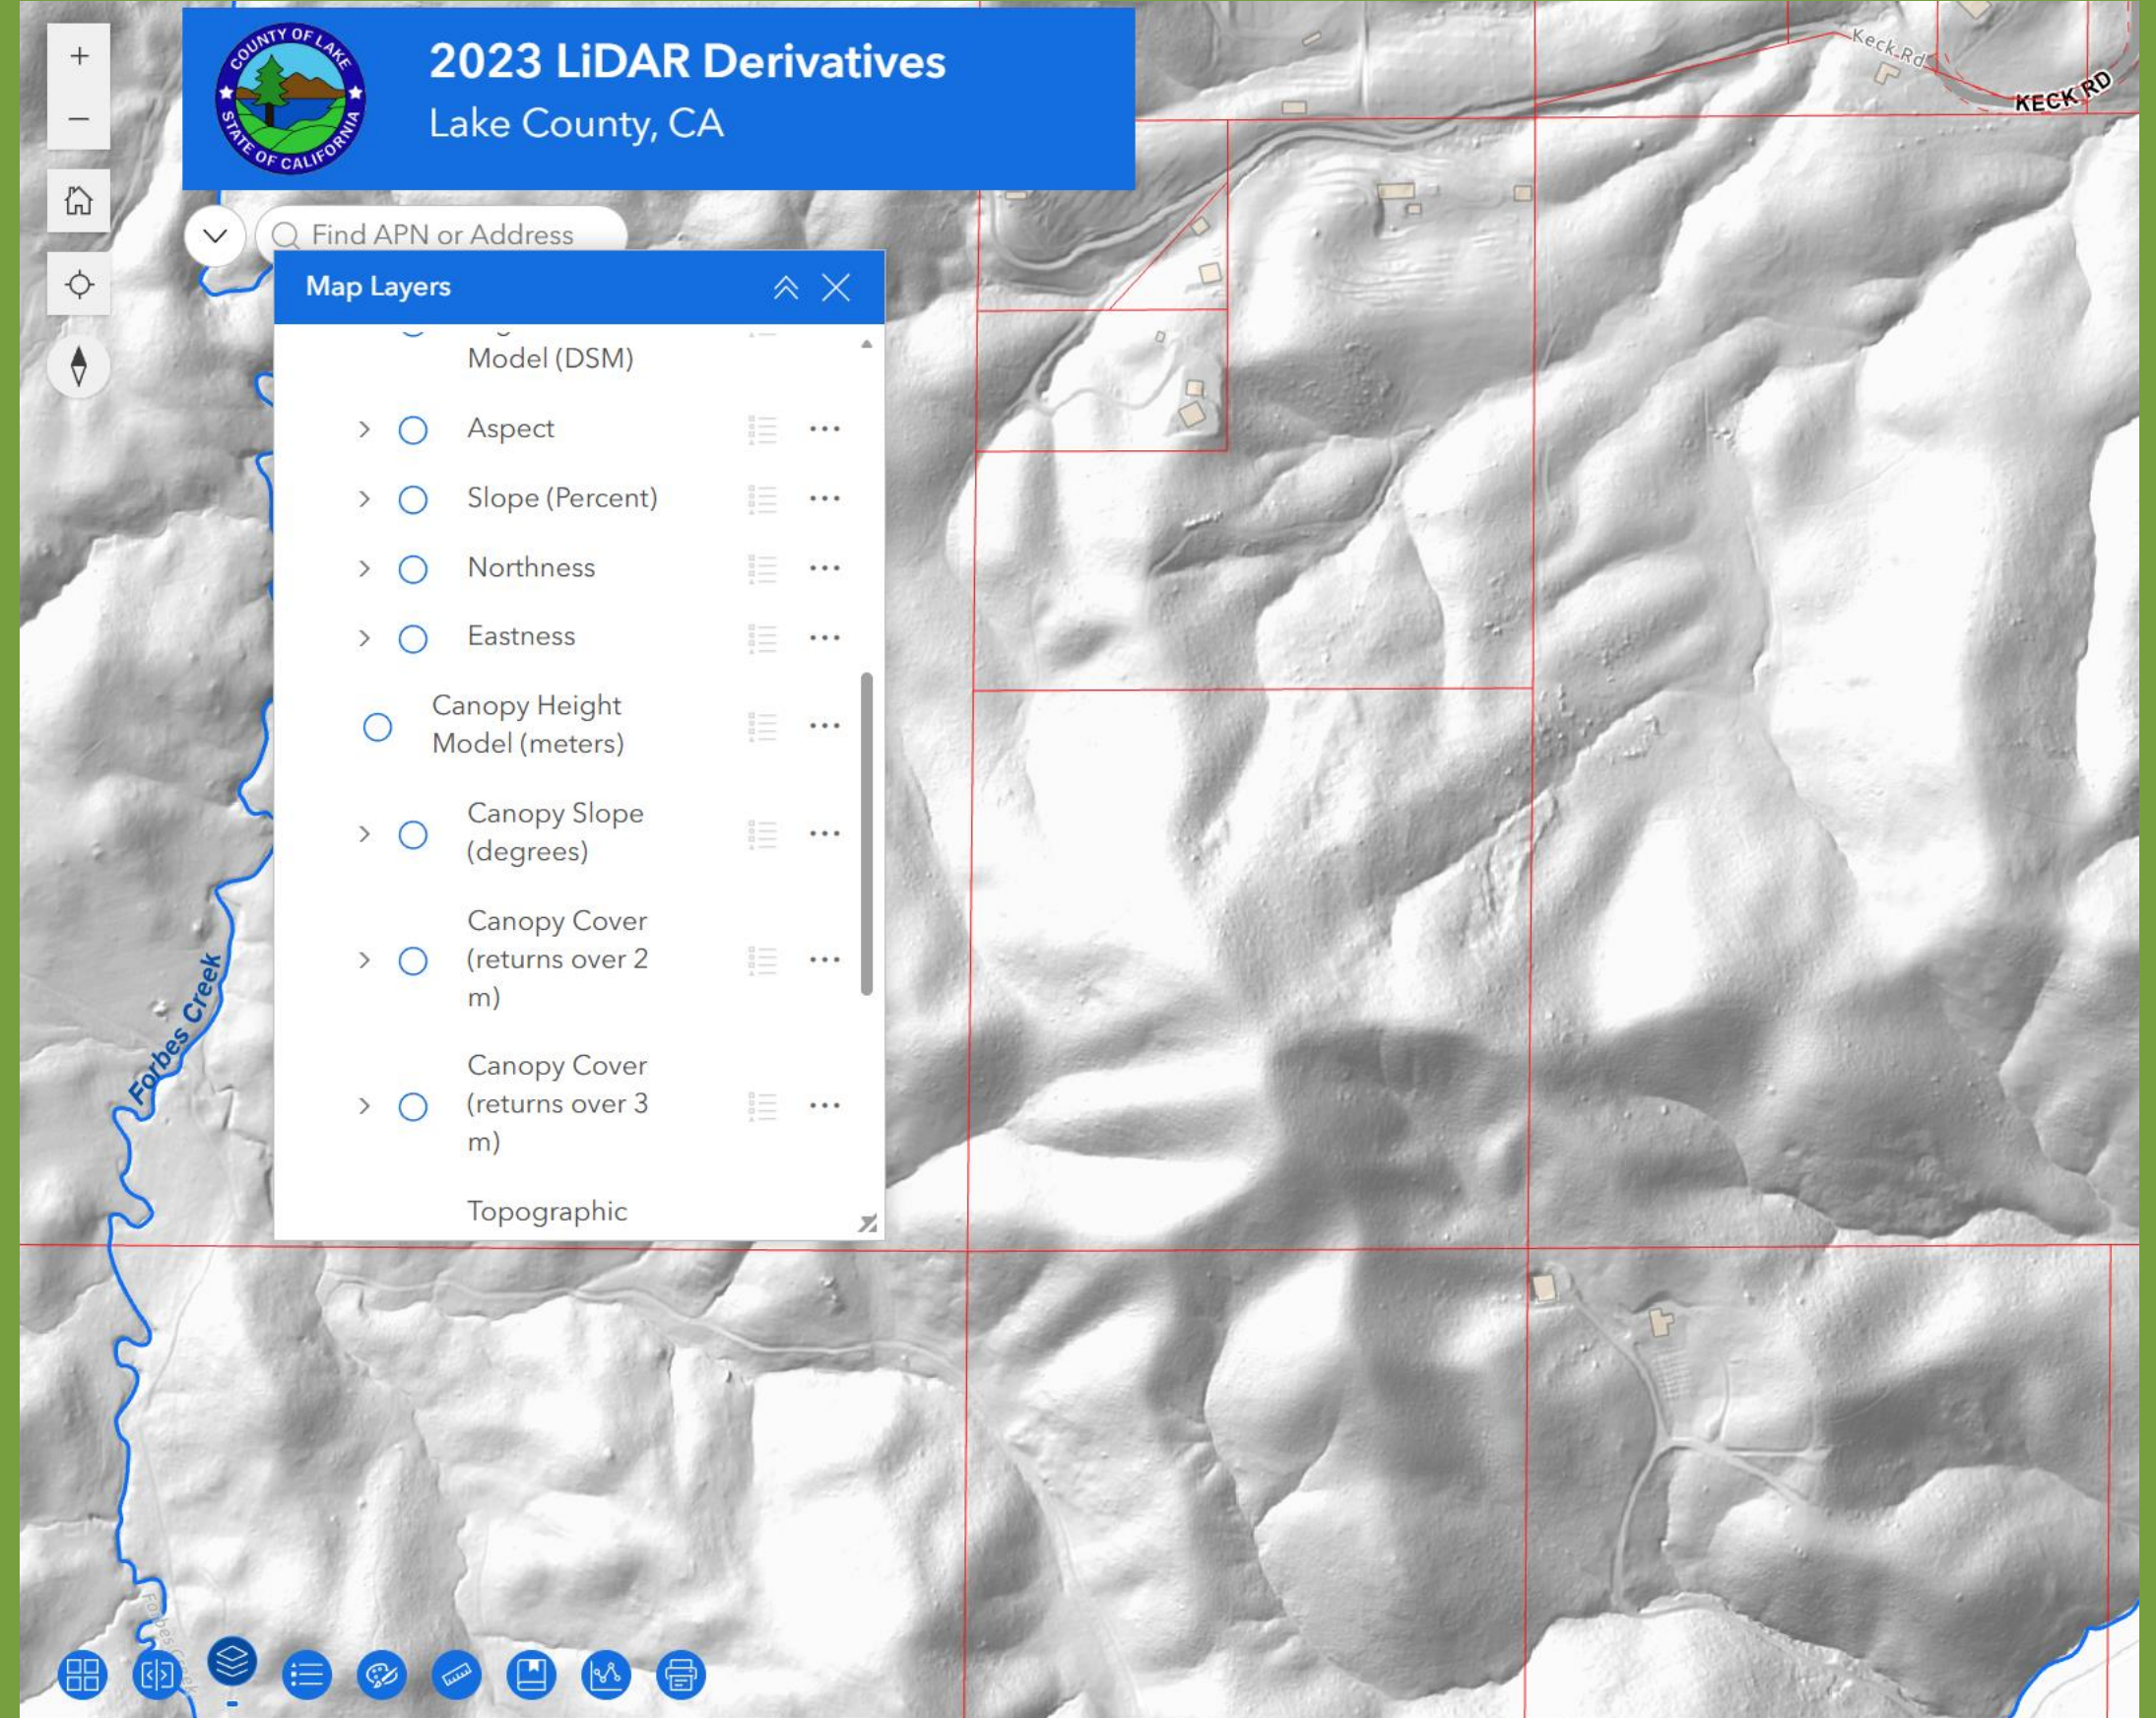 COUNTY OF LAKE
STATE OF CALIFORNIA
2023 LiDAR Derivatives
Lake County, CA
Keck Rd
KECK RD
Find APN or Address
Map Layers
Model (DSM)
Aspect
Slope (Percent)
Northness
Eastness
Canopy Height
Model (meters)
Canopy Slope
(degrees)
Canopy Cover
(returns over 2
m)
Canopy Cover
(returns over 3
m)
Topographic
Forbes Creek
Forbes Creek